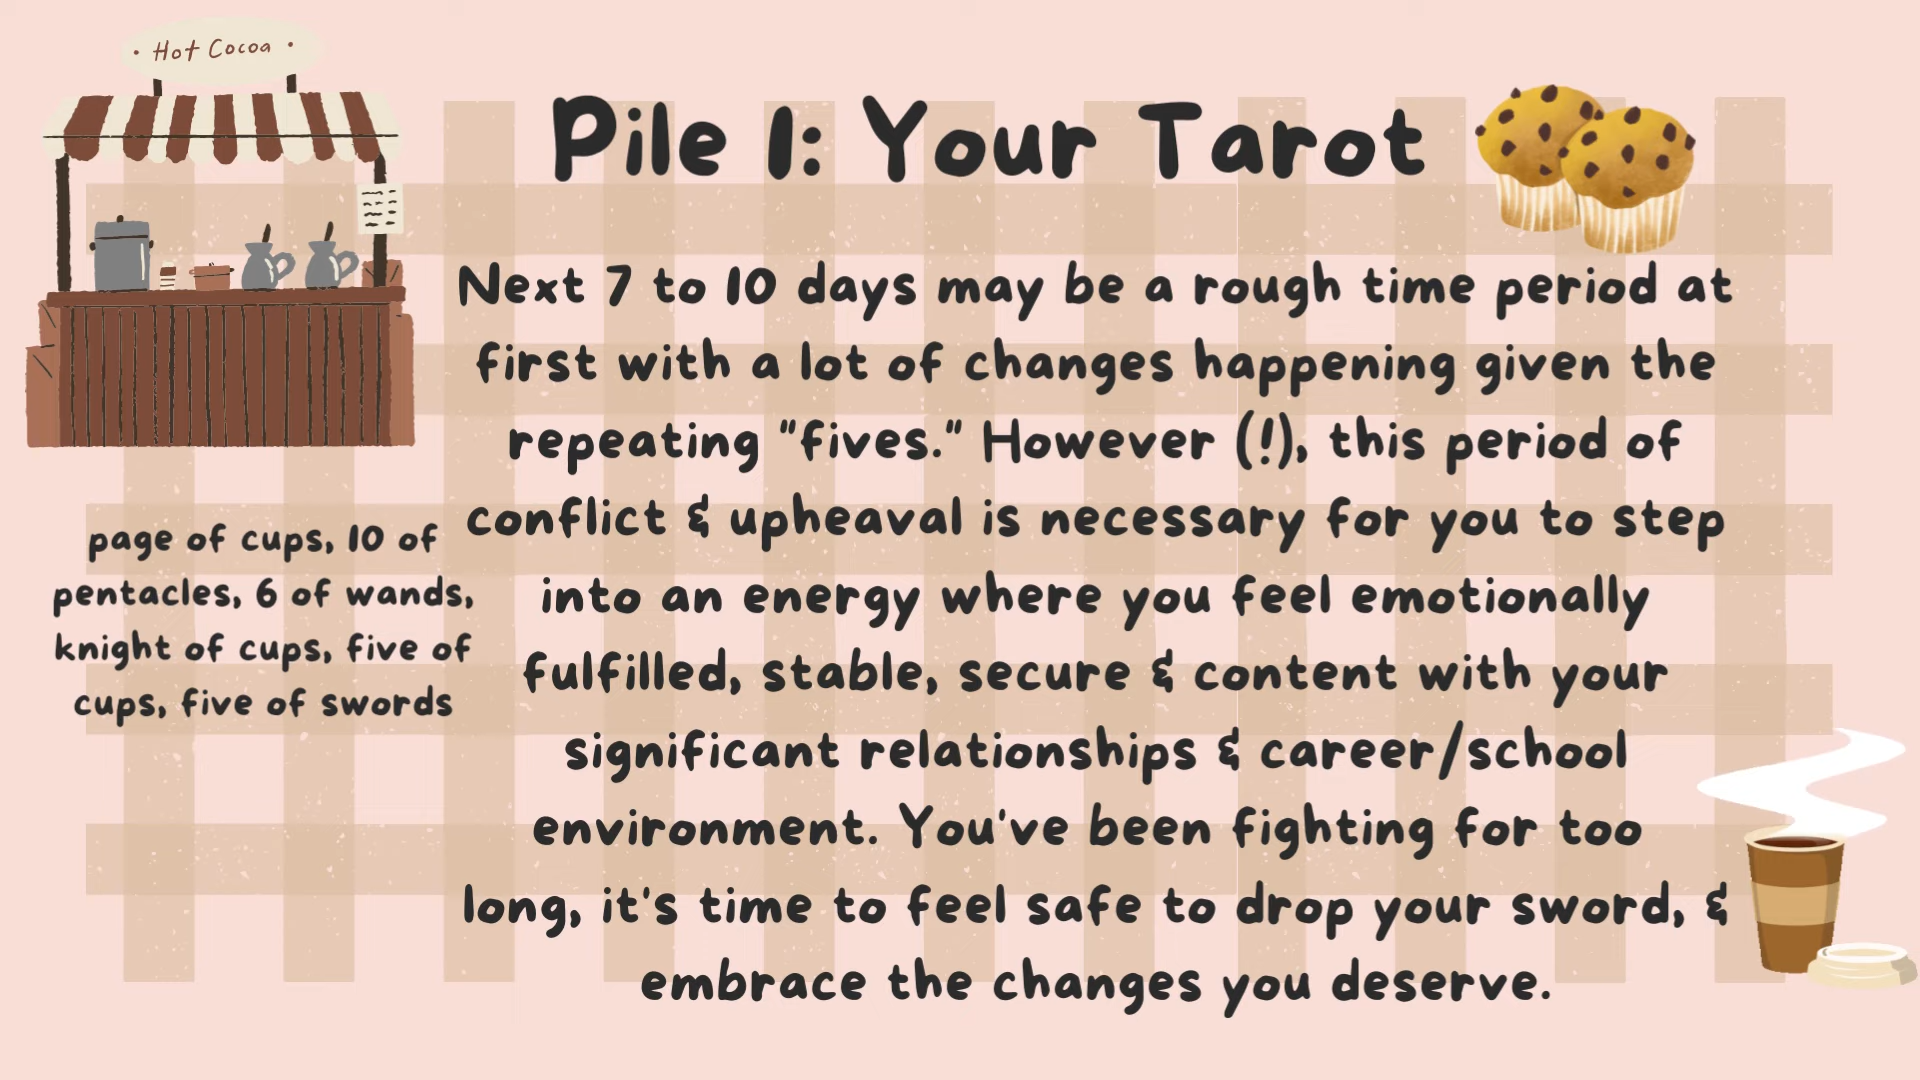 • Hot Cocoa •
Pile 1: Your Tarot
Next 7 to 10 days may be a rough time period at
first with a lot of changes happening given the
repeating "fives." However (!), this period of
conflict & upheaval is necessary for you to step
into an energy where you feel emotionally
fulfilled, stable, secure & content with your
significant relationships & career/school
environment. You've been fighting for too
long, it's time to feel safe to drop your sword, &
embrace the changes you deserve.
page of cups, 10 of
pentacles, 6 of wands,
knight of cups, five of
cups, five of swords